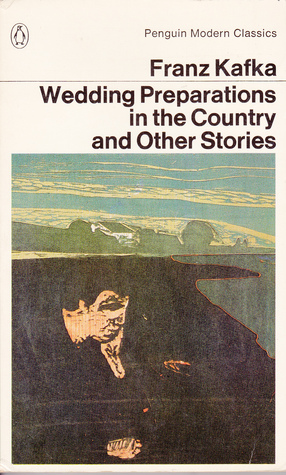 Penguin Modern Classics
Franz Kafka
Wedding Preparations
in the Country
and Other Stories